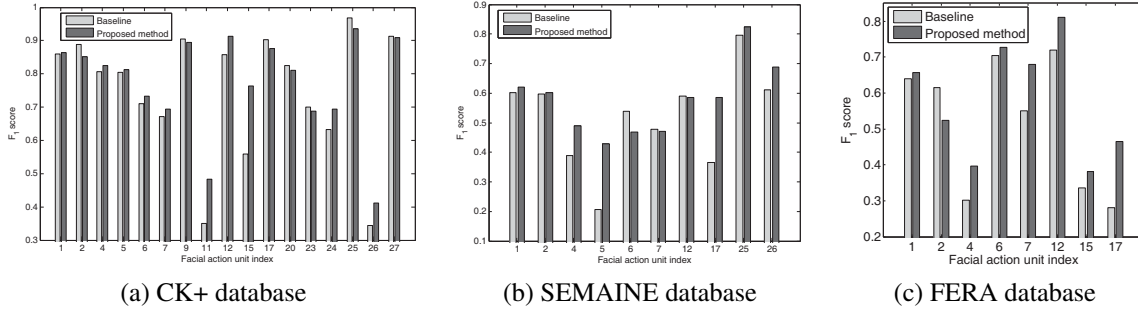 Baseline
Proposed method
1
0.9
0.8
0.7
0.6
0.5
0.4
0.3
F1 score
1 2 4 5 6 7 9 11 12 15 17 20 23 24 25 26 27
Facial action unit index
(a) CK+ database
Baseline
Proposed method
0.9
0.8
0.7
0.6
0.5
0.4
0.3
0.2
0.1
F1 score
1 2 4 5 6 7 12 17 25 26
Facial action unit index
(b) SEMAINE database
Baseline
Proposed method
0.8
0.7
0.6
0.5
0.4
0.3
0.2
F1 score
1 2 4 6 7 12 15 17
Facial action unit index
(c) FERA database